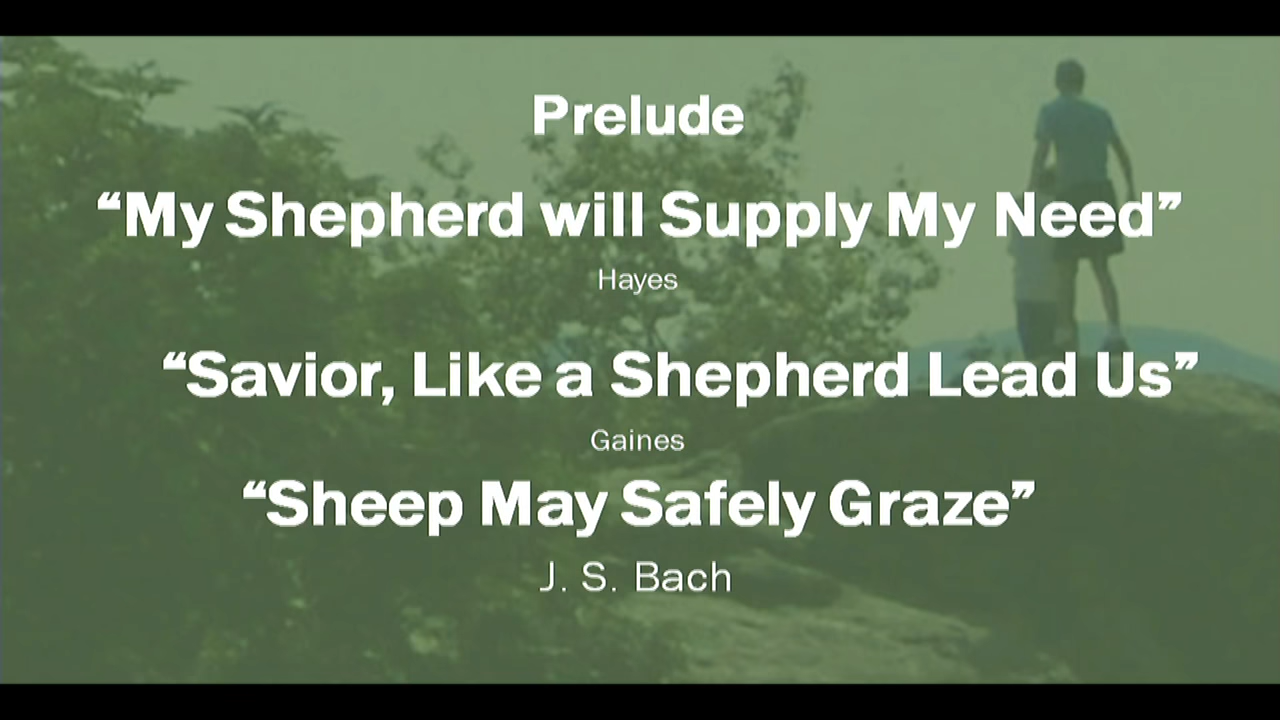 Prelude
“My Shepherd will Supply My Need”
Hayes
“Savior, Like a Shepherd Lead Us”
Gaines
“Sheep May Safely Graze”
J. S. Bach